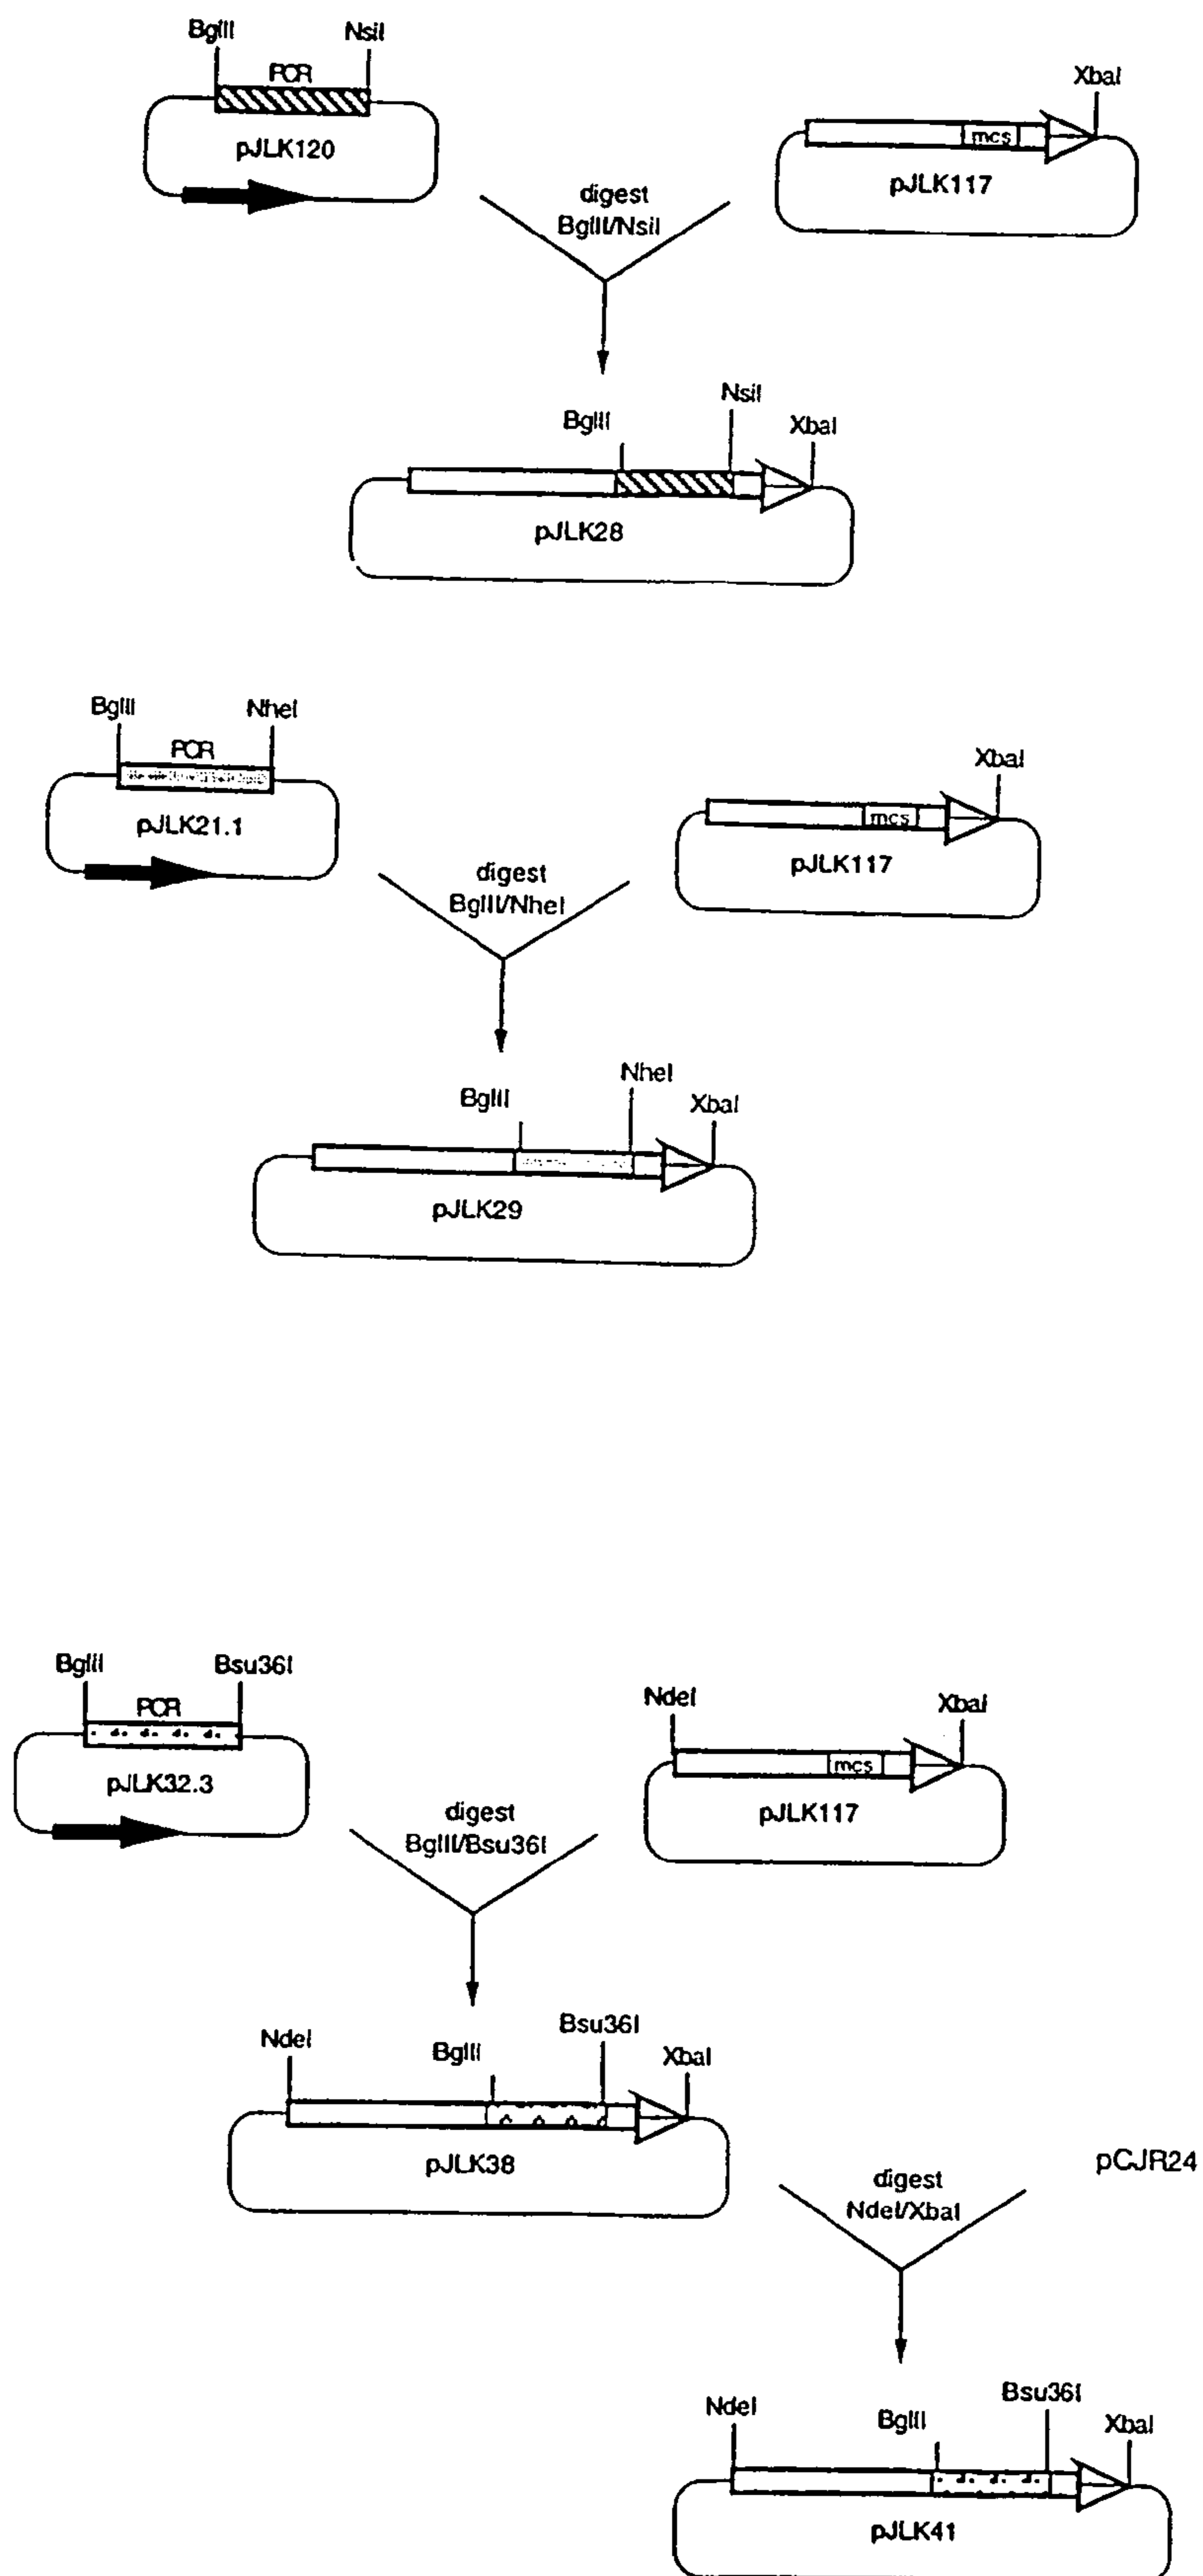 BglII
NsiI
PCR
XbaI
mcs
pJLK120
pJLK117
digest
BglII/NsiI
NsiI
BglII
XbaI
pJLK28
BglII
NheI
PCR
XbaI
mcs
pJLK21.1
pJLK117
digest
BglII/NheI
NheI
BglII
XbaI
pJLK29
BglII
Bsu36I
PCR
NdeI
XbaI
mcs
pJLK32.3
pJLK117
digest
BglII/Bsu36I
Bsu36I
NdeI
BglII
XbaI
pJLK38
pCJR24
digest
NdeI/XbaI
Bsu36I
NdeI
BglII
XbaI
pJLK41